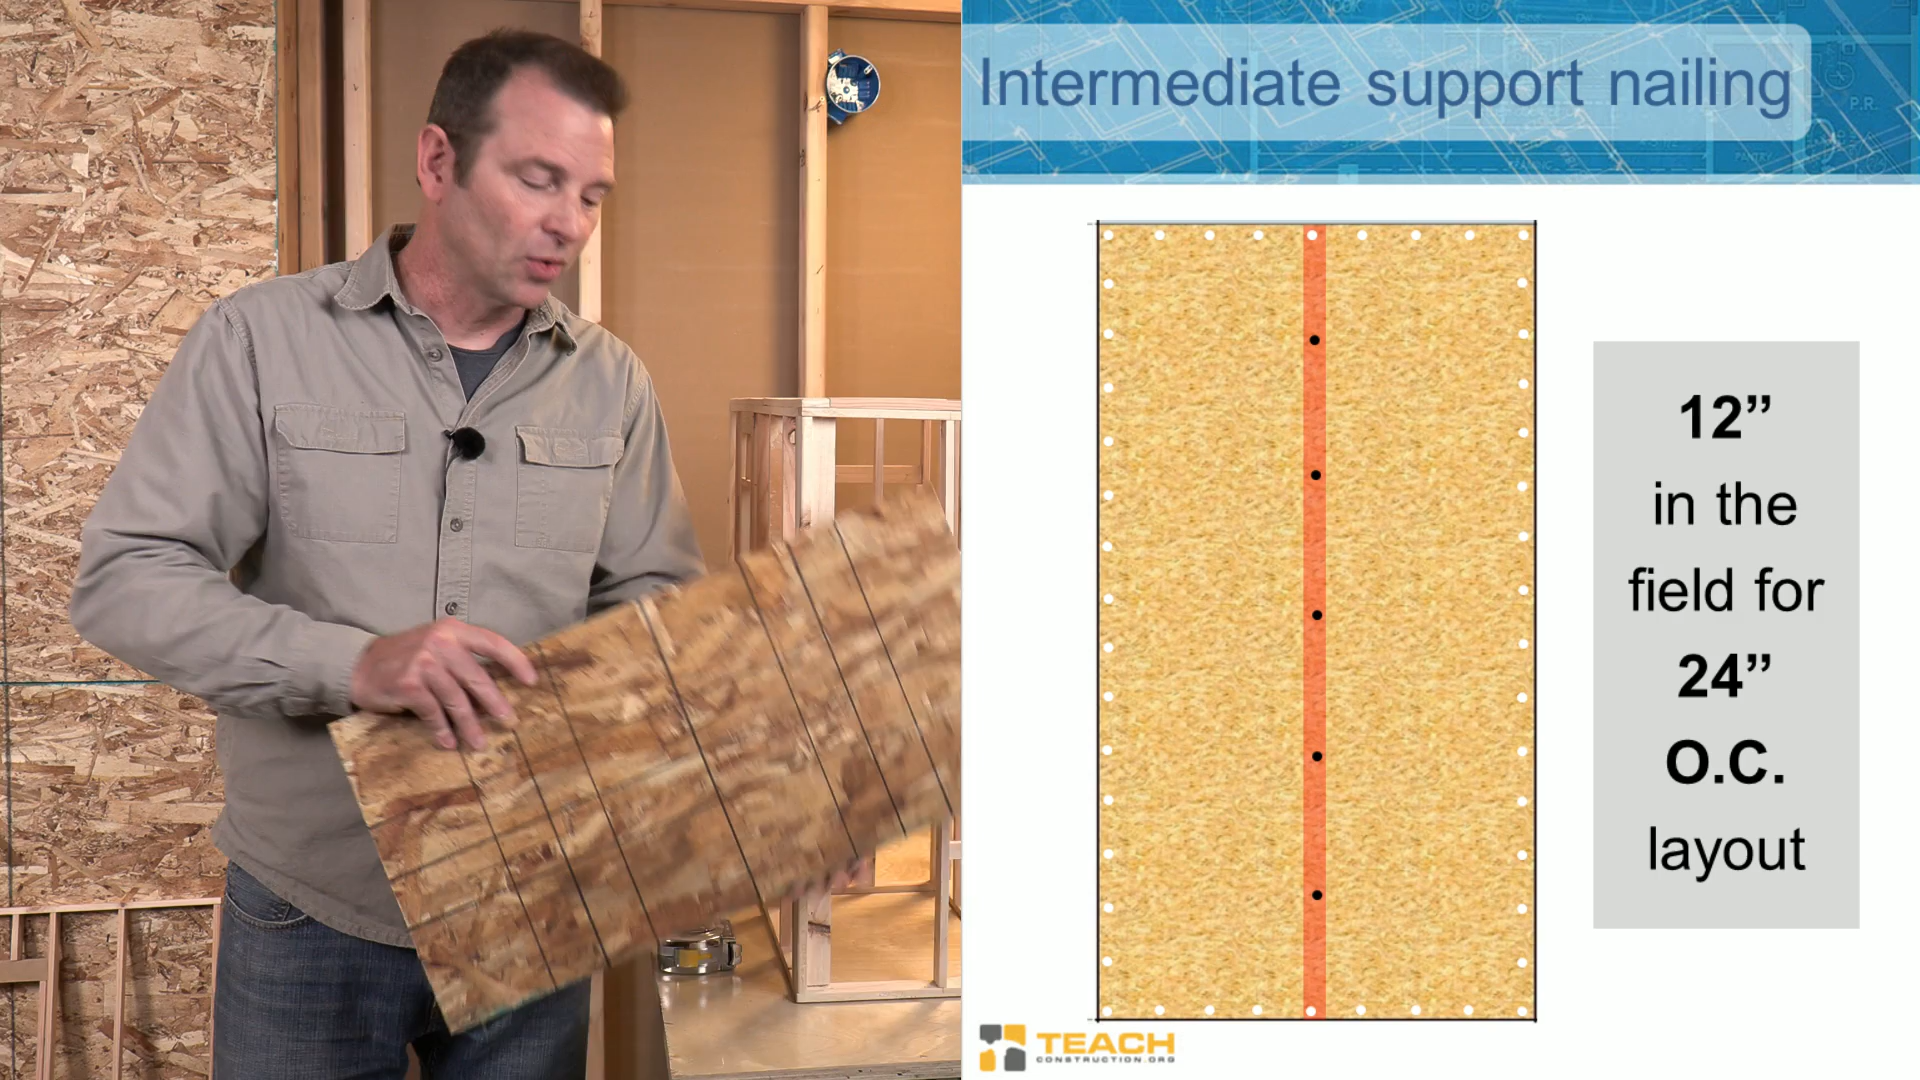 Intermediate support nailing
P.R.
12”
in the
field for
24”
O.C.
layout
TEACH
CONSTRUCTION.ORG